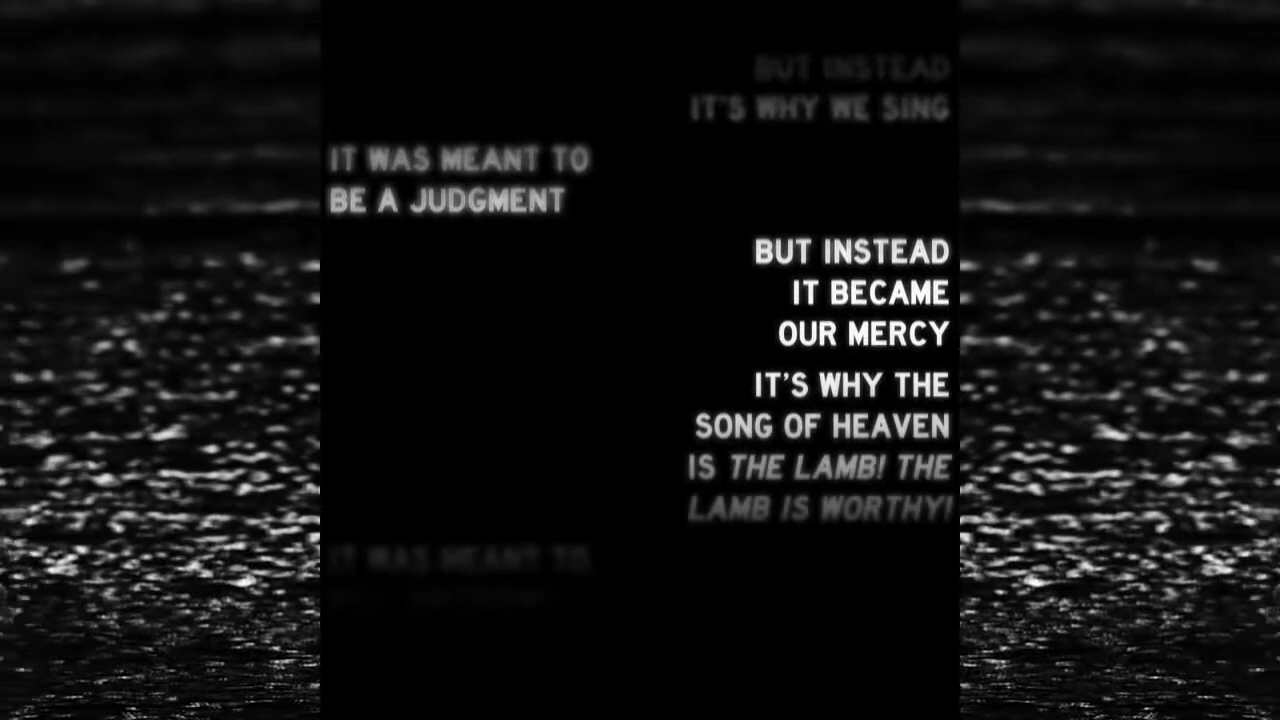 BUT INSTEAD
IT'S WHY WE SING
IT WAS MEANT TO
BE A JUDGMENT
BUT INSTEAD
IT BECAME
OUR MERCY
IT'S WHY THE
SONG OF HEAVEN
IS THE LAMB! THE
LAMB IS WORTHY!
IT WAS MEANT TO